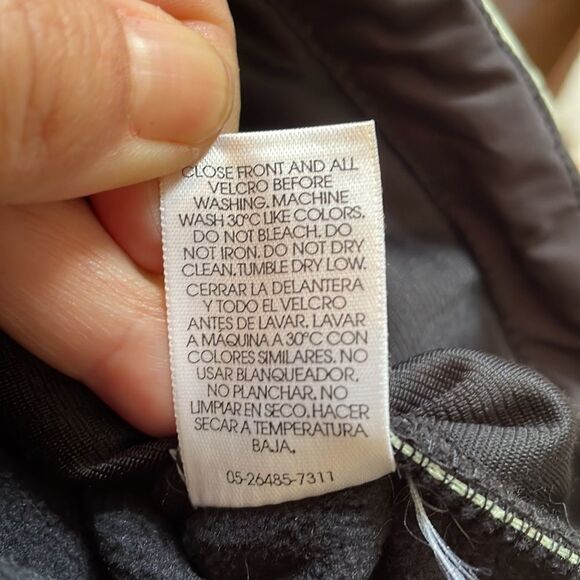 CLOSE FRONT AND ALL
VELCRO BEFORE
WASHING. MACHINE
WASH 30°C LIKE COLORS.
DO NOT BLEACH. DO
NOT IRON. DO NOT DRY
CLEAN. TUMBLE DRY LOW.
CERRAR LA DELANTERA
Y TODO EL VELCRO
ANTES DE LAVAR. LAVAR
A MÁQUINA A 30°C CON
COLORES SIMILARES. NO
USAR BLANQUEADOR.
NO PLANCHAR. NO
LIMPIAR EN SECO. HACER
SECAR A TEMPERATURA
BAJA.
05-26485-7311